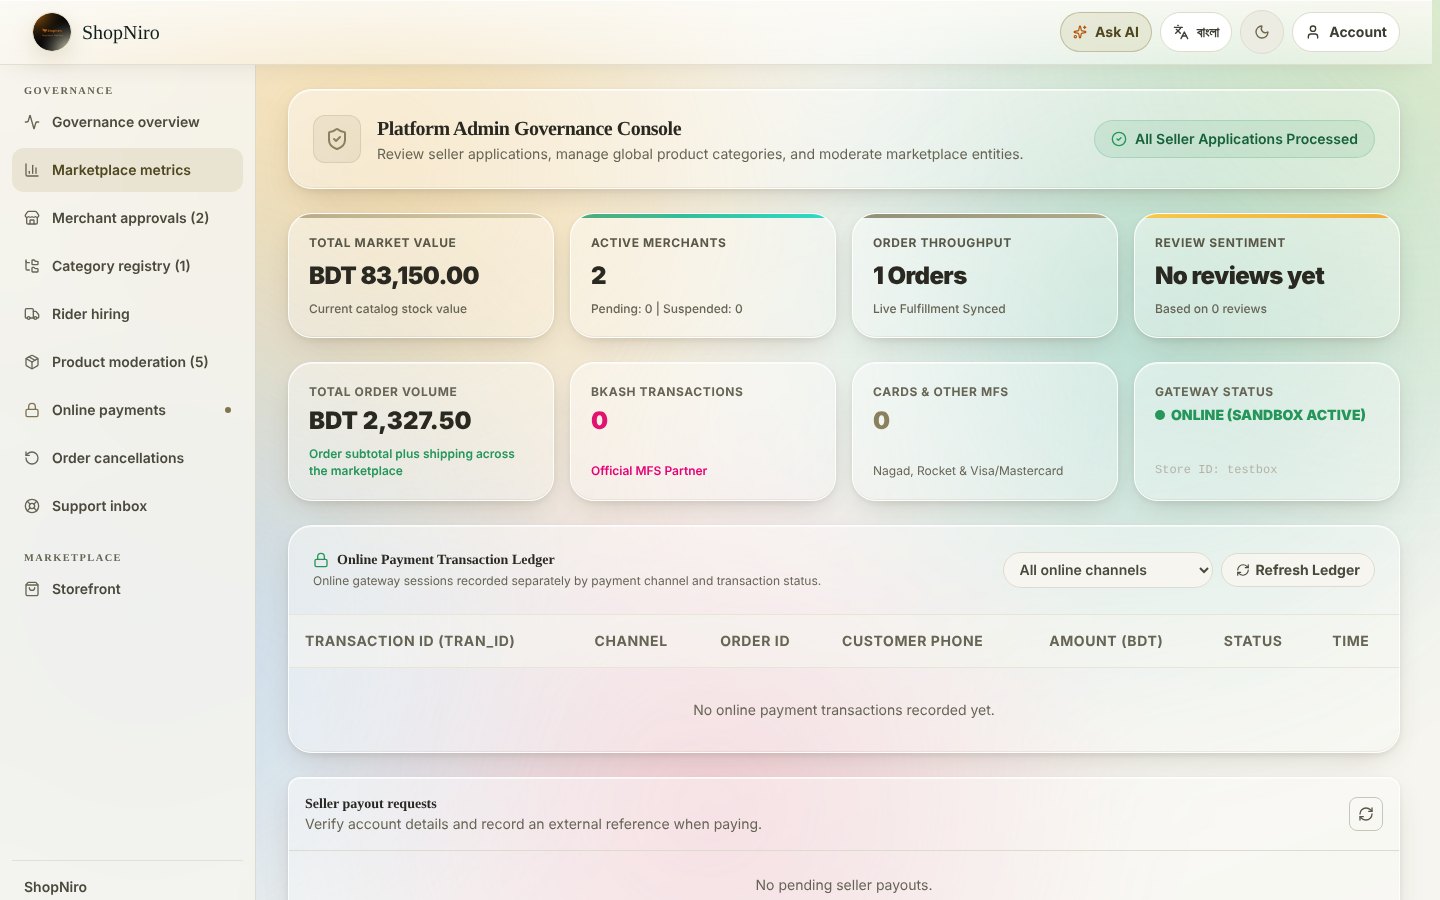 ShopNiro
Ask AI
বাংলা
Account
GOVERNANCE
Governance overview
Marketplace metrics
Merchant approvals (2)
Category registry (1)
Rider hiring
Product moderation (5)
Online payments
Order cancellations
Support inbox
MARKETPLACE
Storefront
ShopNiro
Platform Admin Governance Console
Review seller applications, manage global product categories, and moderate marketplace entities.
All Seller Applications Processed
TOTAL MARKET VALUE
BDT 83,150.00
Current catalog stock value
ACTIVE MERCHANTS
2
Pending: 0 | Suspended: 0
ORDER THROUGHPUT
1 Orders
Live Fulfillment Synced
REVIEW SENTIMENT
No reviews yet
Based on 0 reviews
TOTAL ORDER VOLUME
BDT 2,327.50
Order subtotal plus shipping across
the marketplace
BKASH TRANSACTIONS
0
Official MFS Partner
CARDS & OTHER MFS
0
Nagad, Rocket & Visa/Mastercard
GATEWAY STATUS
ONLINE (SANDBOX ACTIVE)
Store ID: testbox
Online Payment Transaction Ledger
Online gateway sessions recorded separately by payment channel and transaction status.
All online channels
Refresh Ledger
TRANSACTION ID (TRAN_ID) CHANNEL ORDER ID CUSTOMER PHONE AMOUNT (BDT) STATUS TIME
No online payment transactions recorded yet.
Seller payout requests
Verify account details and record an external reference when paying.
No pending seller payouts.